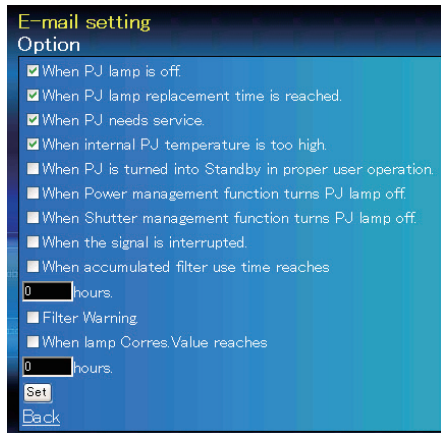 E-mail setting
Option
When PJ lamp is off.
When PJ lamp replacement time is reached.
When PJ needs service.
When internal PJ temperature is too high.
When PJ is turned into Standby in proper user operation.
When Power management function turns PJ lamp off.
When Shutter management function turns PJ lamp off.
When the signal is interrupted.
When accumulated filter use time reaches
0 hours.
Filter Warning.
When lamp Corres.Value reaches
0 hours.
Set
Back